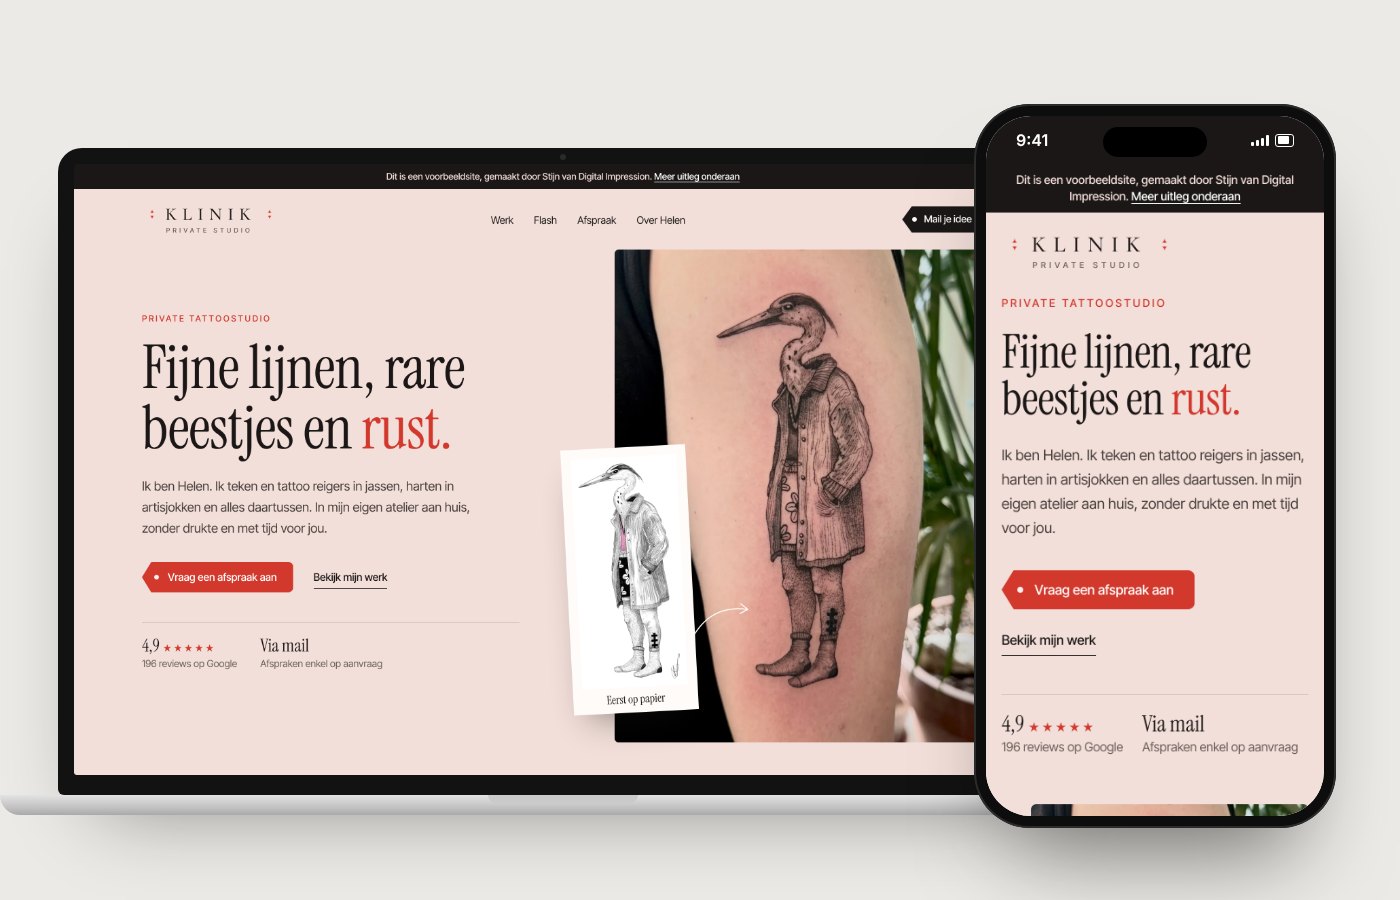 Dit is een voorbeeldsite, gemaakt door Stijn van Digital Impression. Meer uitleg onderaan
KLINIK
PRIVATE STUDIO
Werk
Flash
Afspraak
Over Helen
Mail je idee
PRIVATE TATTOOSTUDIO
Fijne lijnen, rare
beestjes en rust.
Ik ben Helen. Ik teken en tattoo reigers in jassen, harten in
artisjokken en alles daartussen. In mijn eigen atelier aan huis,
zonder drukte en met tijd voor jou.
Vraag een afspraak aan
Bekijk mijn werk
4,9 ★★★★★
196 reviews op Google
Via mail
Afspraken enkel op aanvraag
Eerst op papier
9:41
Dit is een voorbeeldsite, gemaakt door Stijn van Digital
Impression. Meer uitleg onderaan
KLINIK
PRIVATE STUDIO
PRIVATE TATTOOSTUDIO
Fijne lijnen, rare
beestjes en rust.
Ik ben Helen. Ik teken en tattoo reigers in jassen,
harten in artisjokken en alles daartussen. In mijn
eigen atelier aan huis, zonder drukte en met tijd
voor jou.
Vraag een afspraak aan
Bekijk mijn werk
4,9 ★★★★★
196 reviews op Google
Via mail
Afspraken enkel op aanvraag